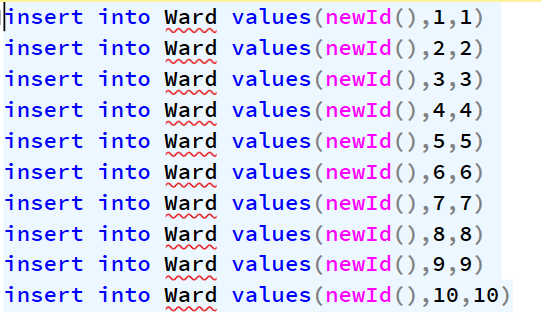 insert into Ward values(newId(),1,1)
insert into Ward values(newId(),2,2)
insert into Ward values(newId(),3,3)
insert into Ward values(newId(),4,4)
insert into Ward values(newId(),5,5)
insert into Ward values(newId(),6,6)
insert into Ward values(newId(),7,7)
insert into Ward values(newId(),8,8)
insert into Ward values(newId(),9,9)
insert into Ward values(newId(),10,10)